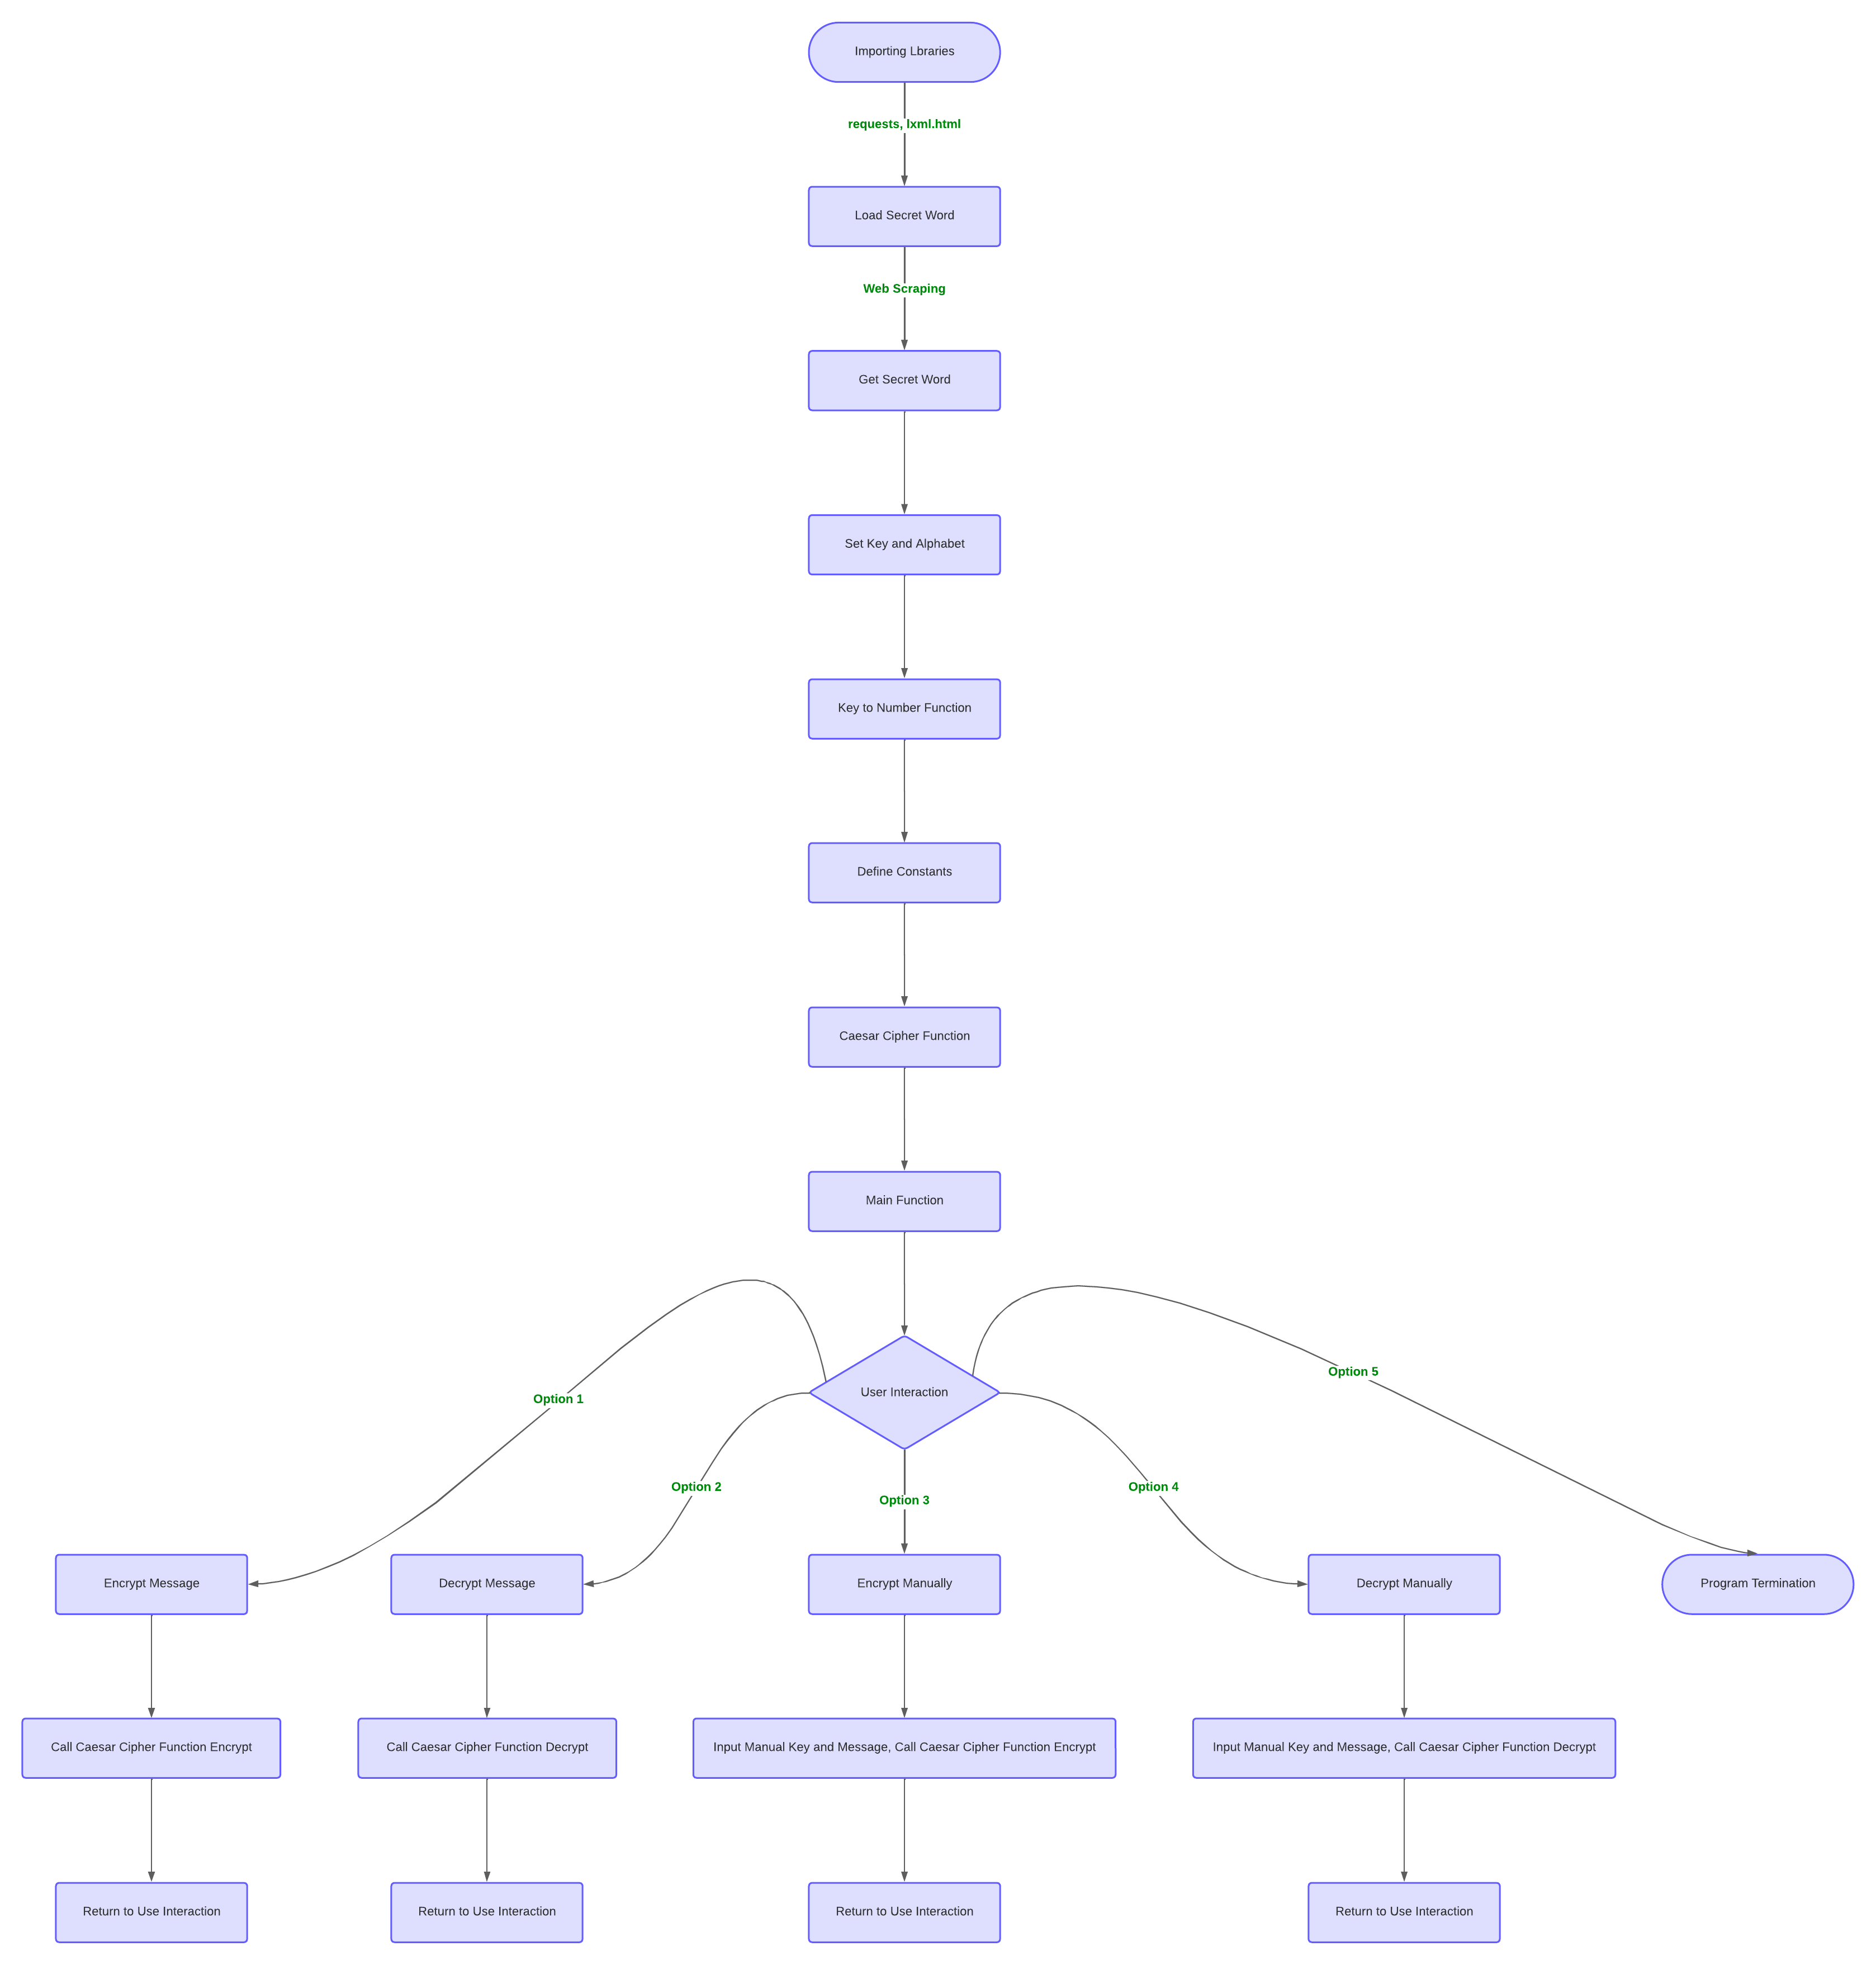 Importing Lbraries
requests, lxml.html
Load Secret Word
Web Scraping
Get Secret Word
Set Key and Alphabet
Key to Number Function
Define Constants
Caesar Cipher Function
Main Function
User Interaction
Option 1
Option 2
Option 3
Option 4
Option 5
Encrypt Message
Decrypt Message
Encrypt Manually
Decrypt Manually
Program Termination
Call Caesar Cipher Function Encrypt
Call Caesar Cipher Function Decrypt
Input Manual Key and Message, Call Caesar Cipher Function Encrypt
Input Manual Key and Message, Call Caesar Cipher Function Decrypt
Return to Use Interaction
Return to Use Interaction
Return to Use Interaction
Return to Use Interaction